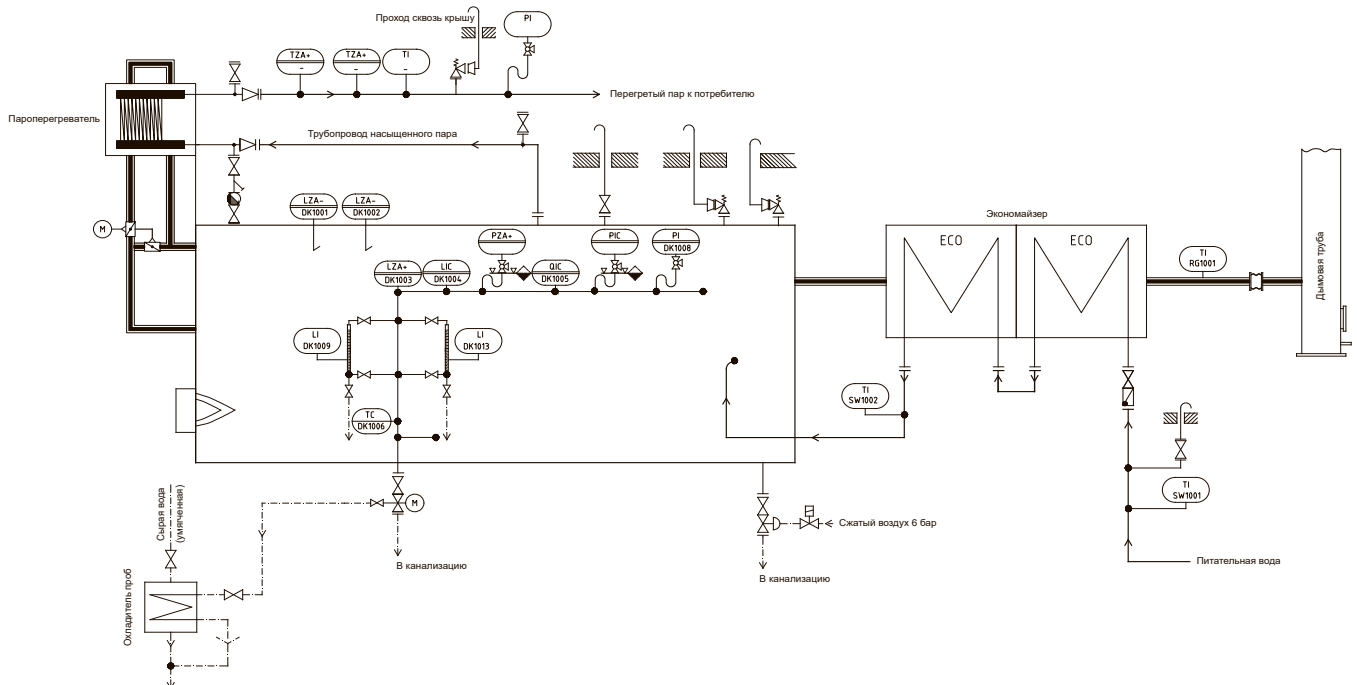 Проход сквозь крышу
PI
TZA+
-
TZA+
-
TI
-
Перегретый пар к потребителю
Пароперегреватель
Трубопровод насыщенного пара
LZA-
DK1001
LZA-
DK1002
M
PZA+
PIC
PI
DK1008
LZA+
DK1003
LIC
DK1004
QIC
DK1005
Экономайзер
ECO
ECO
TI
RG1001
Дымовая труба
LI
DK1009
LI
DK1013
TC
DK1006
TI
SW1002
TI
SW1001
M
Сырая вода
(умягченная)
Сжатый воздух 6 бар
В канализацию
В канализацию
Питательная вода
Охладитель проб